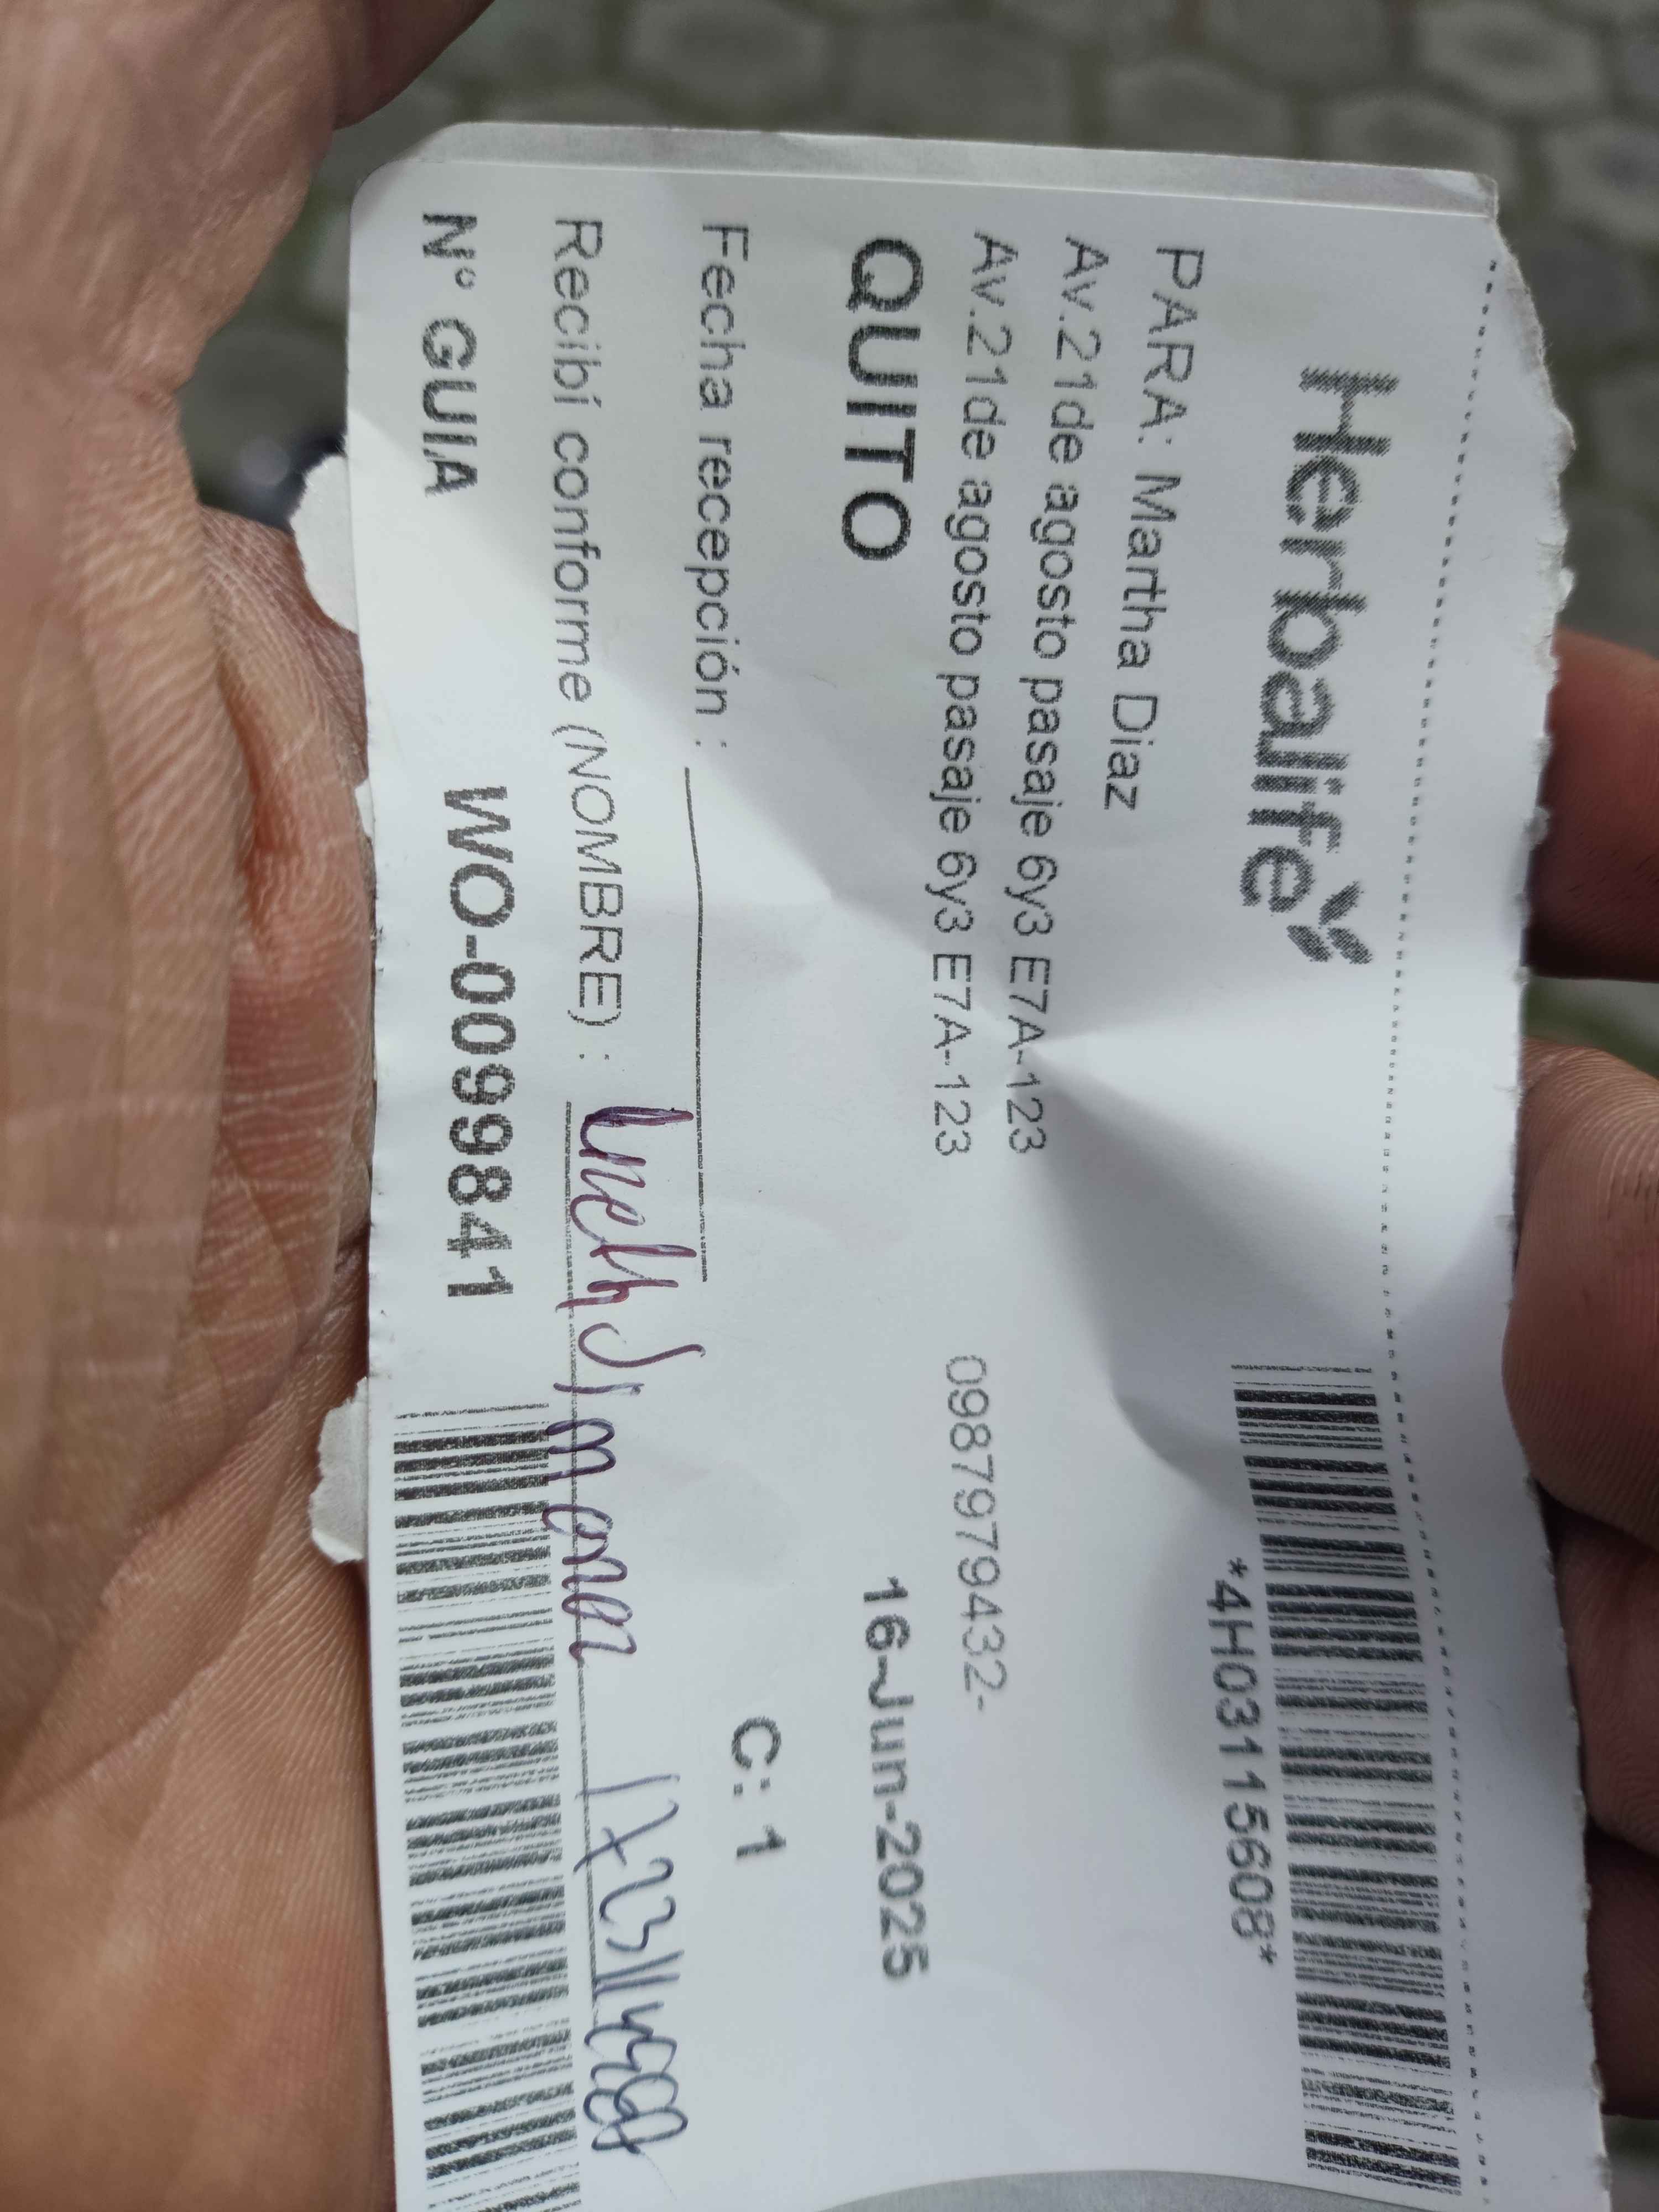 Herbalife
*4H03115608*
PARA: Martha Diaz
Av.21de agosto pasaje 6y3 E7A-123
Av.21de agosto pasaje 6y3 E7A-123 0987979432-
QUITO 16-Jun-2025
Fecha recepción : C: 1
Recibí conforme (NOMBRE) :
N° GUIA WO-0099841